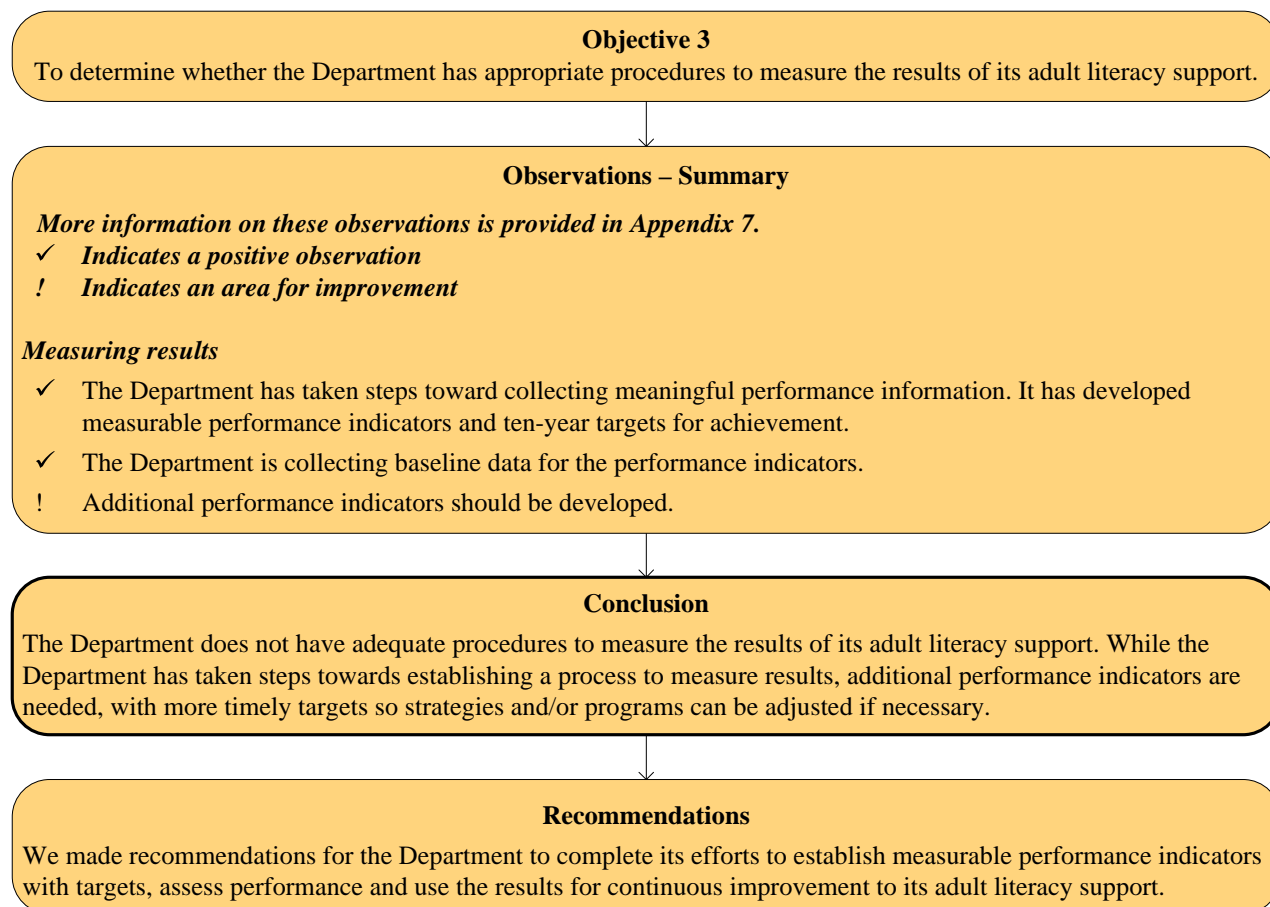 Objective 3
To determine whether the Department has appropriate procedures to measure the results of its adult literacy support.
Observations – Summary
More information on these observations is provided in Appendix 7.
✓ Indicates a positive observation
! Indicates an area for improvement
Measuring results
✓ The Department has taken steps toward collecting meaningful performance information. It has developed
measurable performance indicators and ten-year targets for achievement.
✓ The Department is collecting baseline data for the performance indicators.
! Additional performance indicators should be developed.
Conclusion
The Department does not have adequate procedures to measure the results of its adult literacy support. While the
Department has taken steps towards establishing a process to measure results, additional performance indicators are
needed, with more timely targets so strategies and/or programs can be adjusted if necessary.
Recommendations
We made recommendations for the Department to complete its efforts to establish measurable performance indicators
with targets, assess performance and use the results for continuous improvement to its adult literacy support.